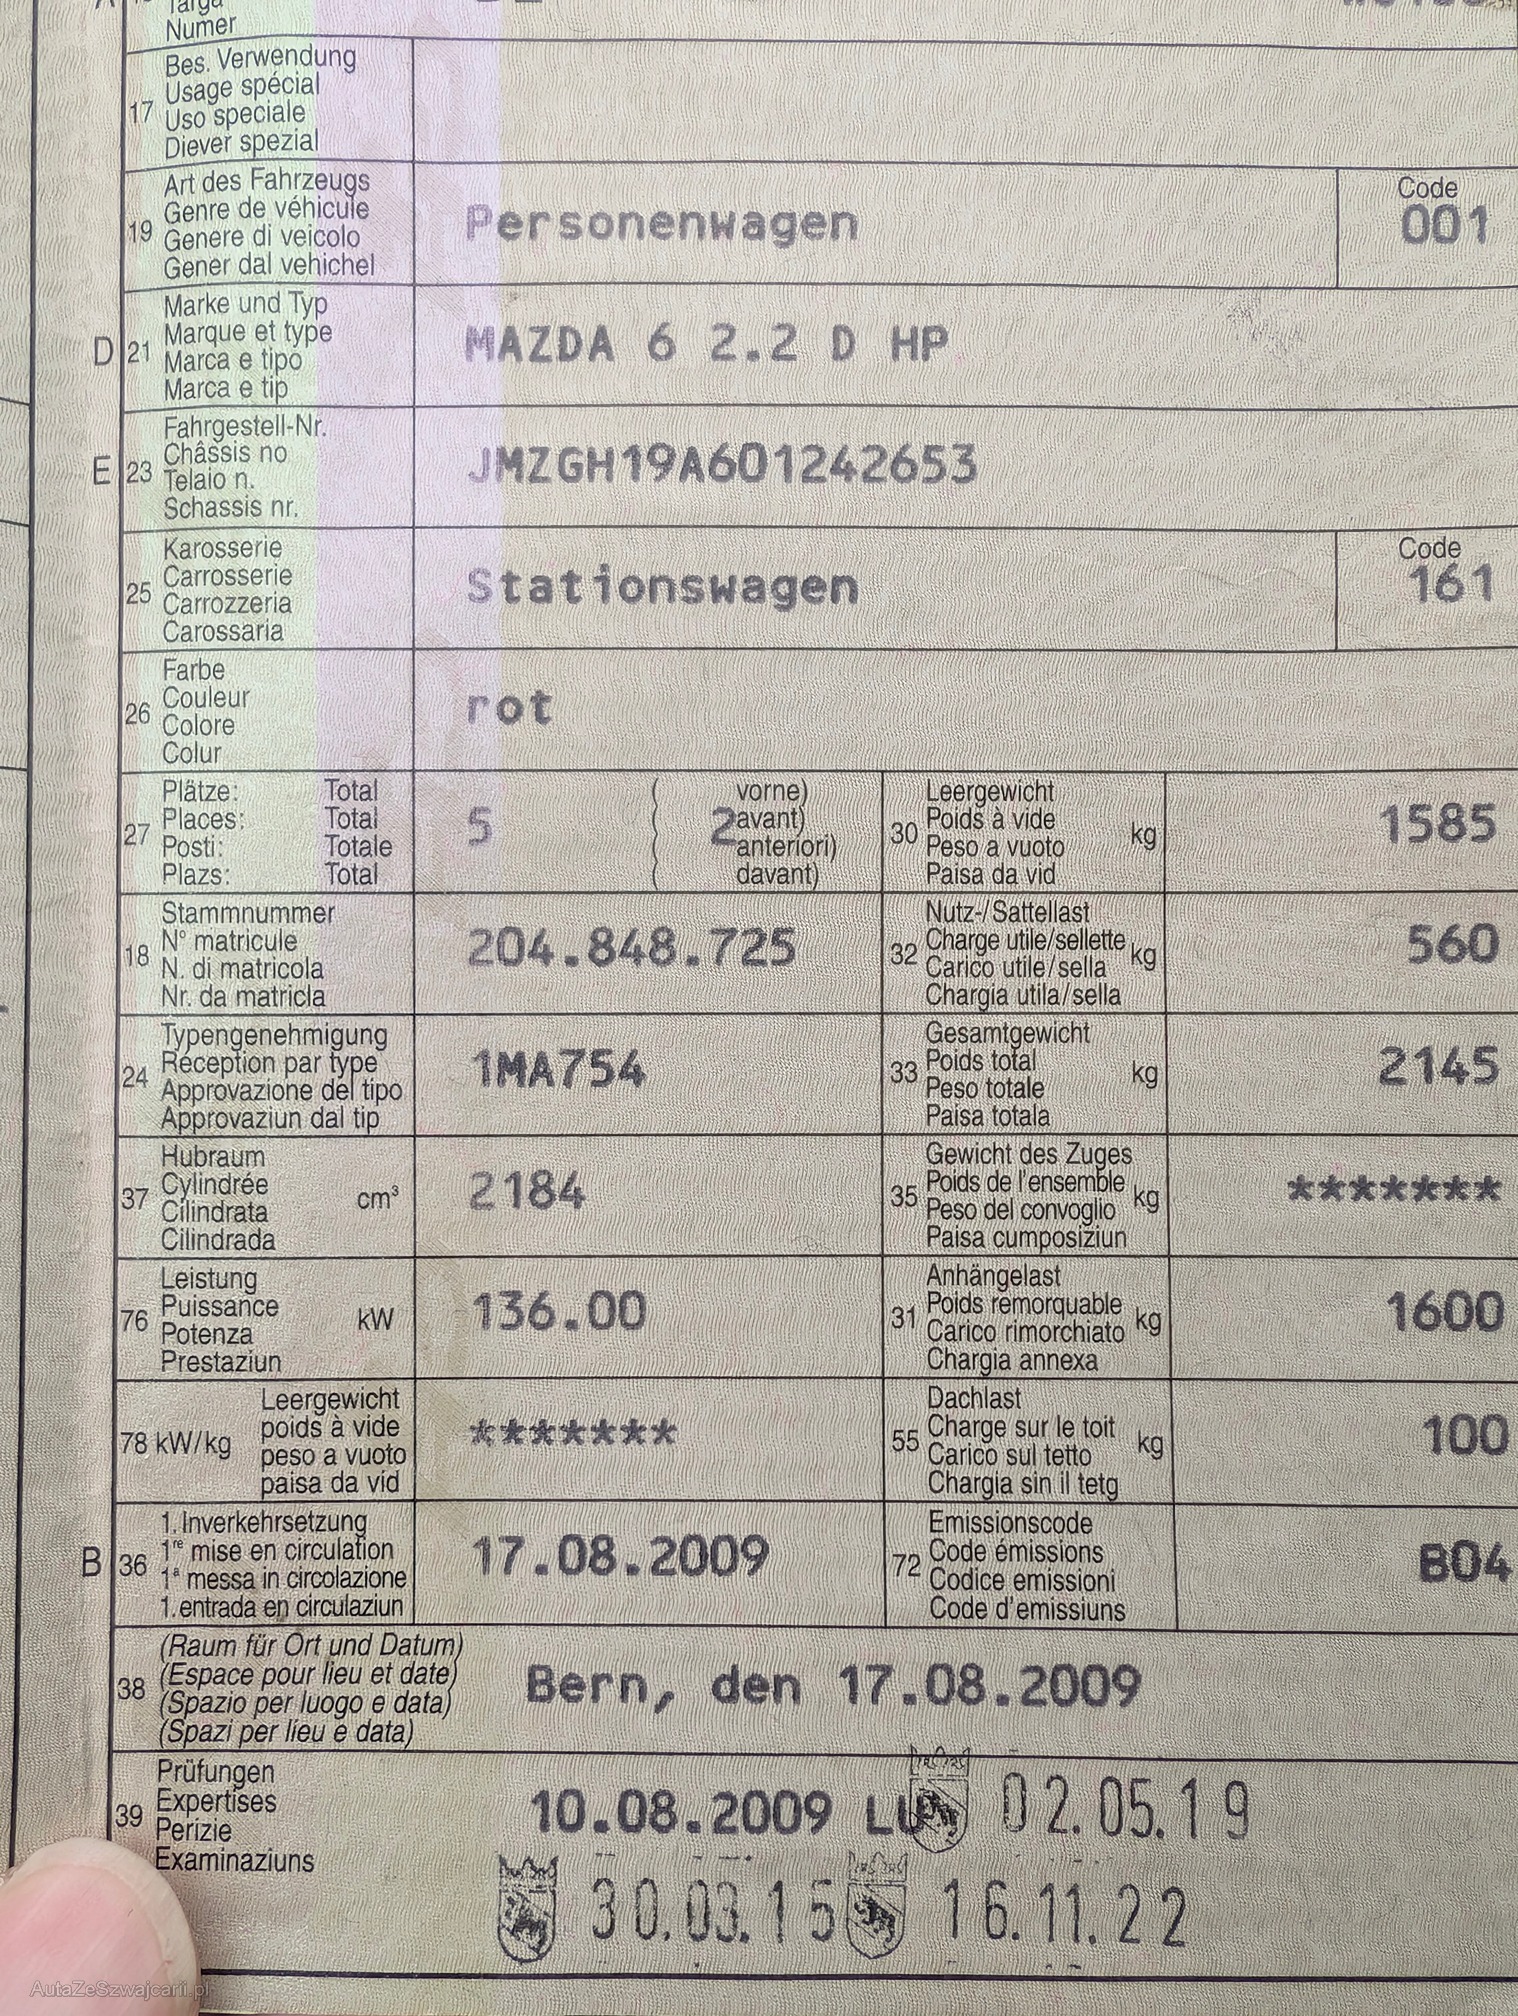 Targa
Numer
17
Bes. Verwendung
Usage spécial
Uso speciale
Diever spezial
19
Art des Fahrzeugs
Genre de véhicule
Genere di veicolo
Gener dal vehichel
Personenwagen
Code
001
D
21
Marke und Typ
Marque et type
Marca e tipo
Marca e tip
MAZDA 6 2.2 D HP
E
23
Fahrgestell-Nr.
Châssis no
Telaio n.
Schassis nr.
JMZGH19A601242653
25
Karosserie
Carrosserie
Carrozzeria
Carossaria
Stationswagen
Code
161
26
Farbe
Couleur
Colore
Colur
rot
27
Plätze: Total
Places: Total
Posti: Totale
Plazs: Total
5
( 2 vorne)
avant)
anteriori)
davant)
30
Leergewicht
Poids à vide
Peso a vuoto
Paisa da vid
kg
1585
18
Stammnummer
N° matricule
N. di matricola
Nr. da matricla
204.848.725
32
Nutz-/Sattellast
Charge utile/sellette
Carico utile/sella
Chargia utila/sella
kg
560
24
Typengenehmigung
Réception par type
Approvazione del tipo
Approvaziun dal tip
1MA754
33
Gesamtgewicht
Poids total
Peso totale
Paisa totala
kg
2145
37
Hubraum
Cylindrée
Cilindrata
Cilindrada
cm³
2184
35
Gewicht des Zuges
Poids de l'ensemble
Peso del convoglio
Paisa cumposiziun
kg
*******
76
Leistung
Puissance
Potenza
Prestaziun
kW
136.00
31
Anhängelast
Poids remorquable
Carico rimorchiato
Chargia annexa
kg
1600
78 kW/kg
Leergewicht
poids à vide
peso a vuoto
paisa da vid
*******
55
Dachlast
Charge sur le toit
Carico sul tetto
Chargia sin il tetg
kg
100
B
36
1. Inverkehrsetzung
1re mise en circulation
1a messa in circolazione
1. entrada en circulaziun
17.08.2009
72
Emissionscode
Code émissions
Codice emissioni
Code d'emissiuns
B04
38
(Raum für Ort und Datum)
(Espace pour lieu et date)
(Spazio per luogo e data)
(Spazi per lieu e data)
Bern, den 17.08.2009
39
Prüfungen
Expertises
Perizie
Examinaziuns
10.08.2009 LU 02.05.19
30.03.15 16.11.22
AutaZeSzwajcarii.pl